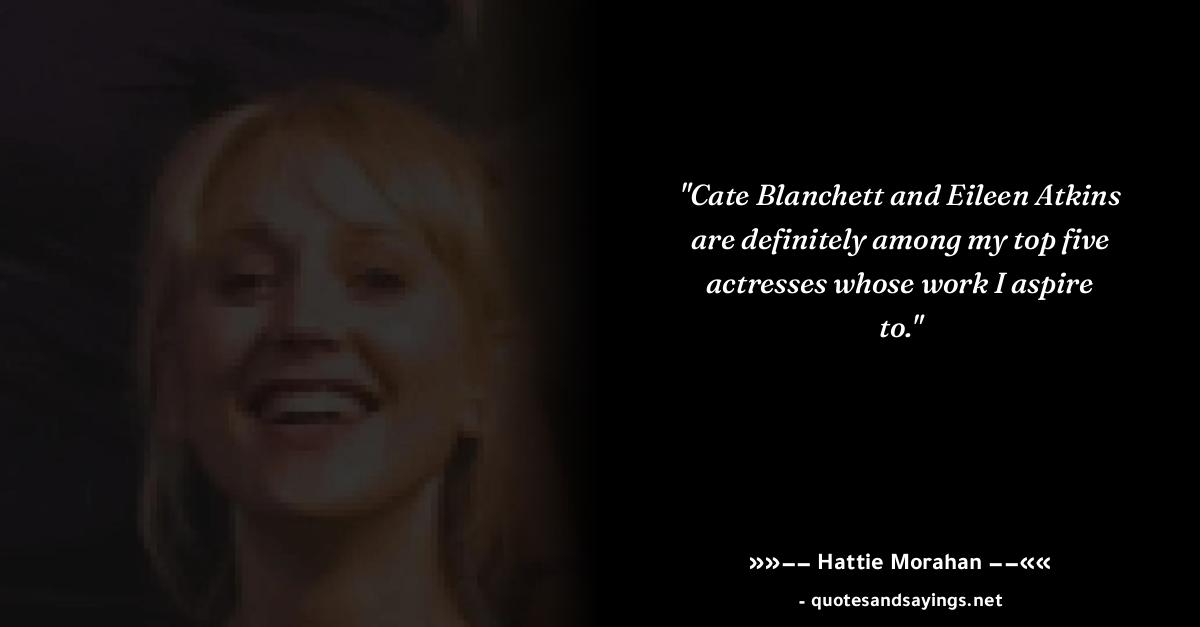 "Cate Blanchett and Eileen Atkins
are definitely among my top five
actresses whose work I aspire
to."
»»–– Hattie Morahan ––««
- quotesandsayings.net